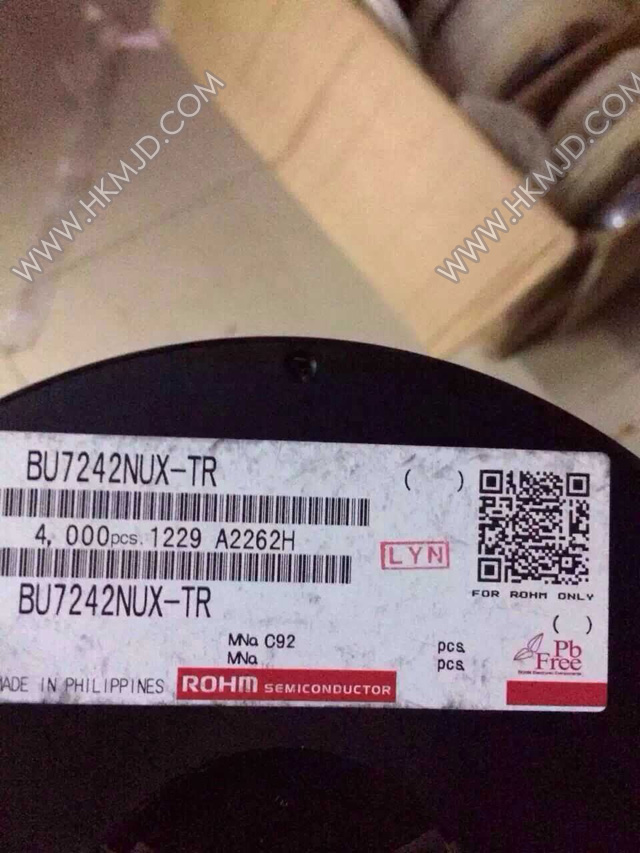 WWW.HKMJD.COM
WWW.HKMJD.COM
BU7242NUX-TR
( )
4,000pcs. 1229 A2262H
LYN
BU7242NUX-TR
FOR ROHM ONLY
( )
MNo. C92 pcs.
MNo. pcs.
Pb
Free
ADE IN PHILIPPINES
ROHM SEMICONDUCTOR